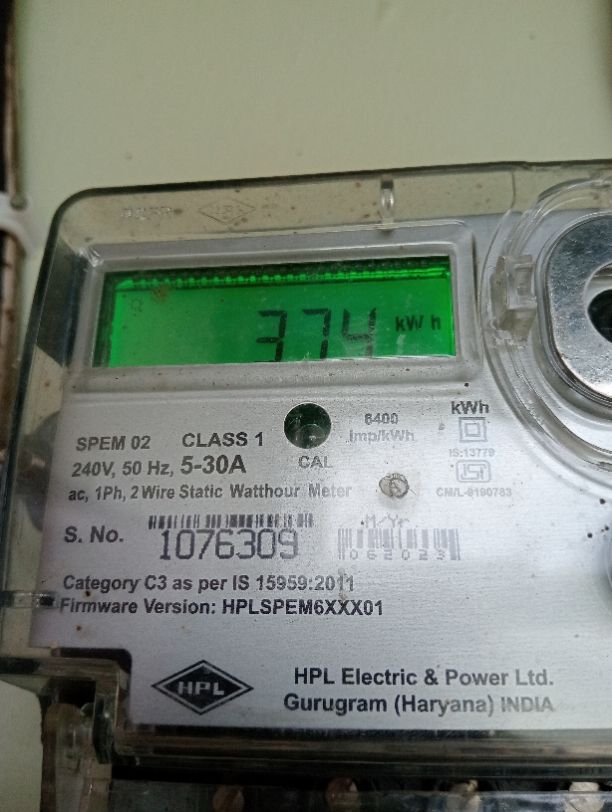 374 kWh
6400
Imp/kWh
kWh
SPEM 02 CLASS 1
240V, 50 Hz, 5-30A
CAL
IS:13779
ac, 1Ph, 2 Wire Static Watthour Meter
CM/L-9190783
S. No. 1076309
M/Yr
062023
Category C3 as per IS 15959:2011
Firmware Version: HPLSPEM6XXX01
HPL
HPL Electric & Power Ltd.
Gurugram (Haryana) INDIA